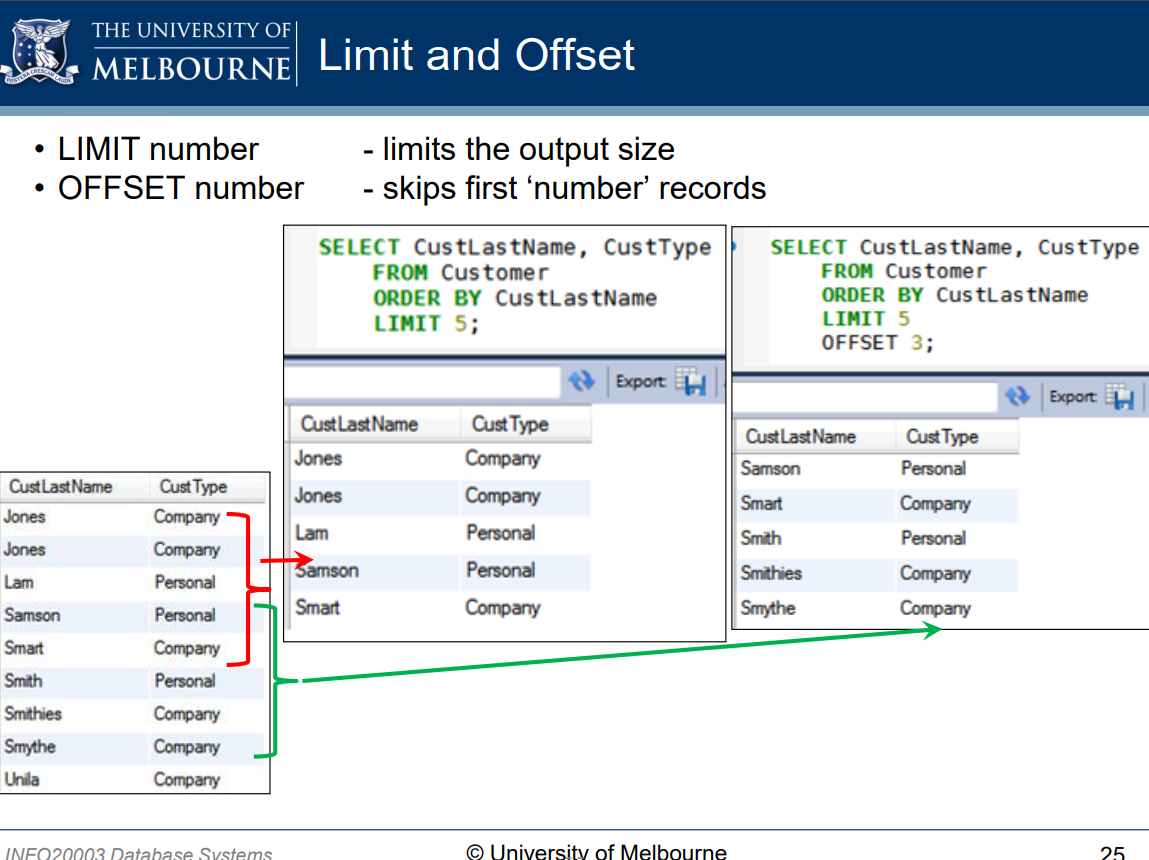 THE UNIVERSITY OF
MELBOURNE
POSTERA CRESCAM LAUDE
Limit and Offset
• LIMIT number - limits the output size
• OFFSET number - skips first ‘number’ records
SELECT CustLastName, CustType
FROM Customer
ORDER BY CustLastName
LIMIT 5;
Export:
CustLastName CustType
Jones Company
Jones Company
Lam Personal
Samson Personal
Smart Company
SELECT CustLastName, CustType
FROM Customer
ORDER BY CustLastName
LIMIT 5
OFFSET 3;
Export:
CustLastName CustType
Samson Personal
Smart Company
Smith Personal
Smithies Company
Smythe Company
CustLastName CustType
Jones Company
Jones Company
Lam Personal
Samson Personal
Smart Company
Smith Personal
Smithies Company
Smythe Company
Unila Company
INFO20003 Database Systems
© University of Melbourne
25